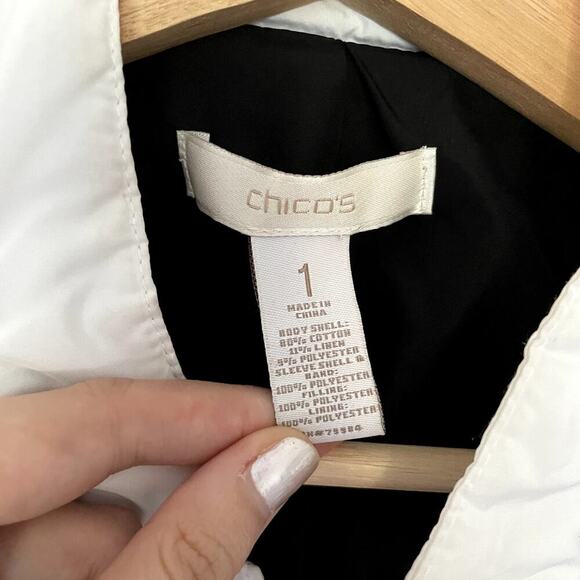 chico's
1
MADE IN
CHINA
BODY SHELL:
80% COTTON
11% LINEN
9% POLYESTER
SLEEVE SHELL &
BAND:
100% POLYESTER
FILLING:
100% POLYESTER
LINING:
100% POLYESTER